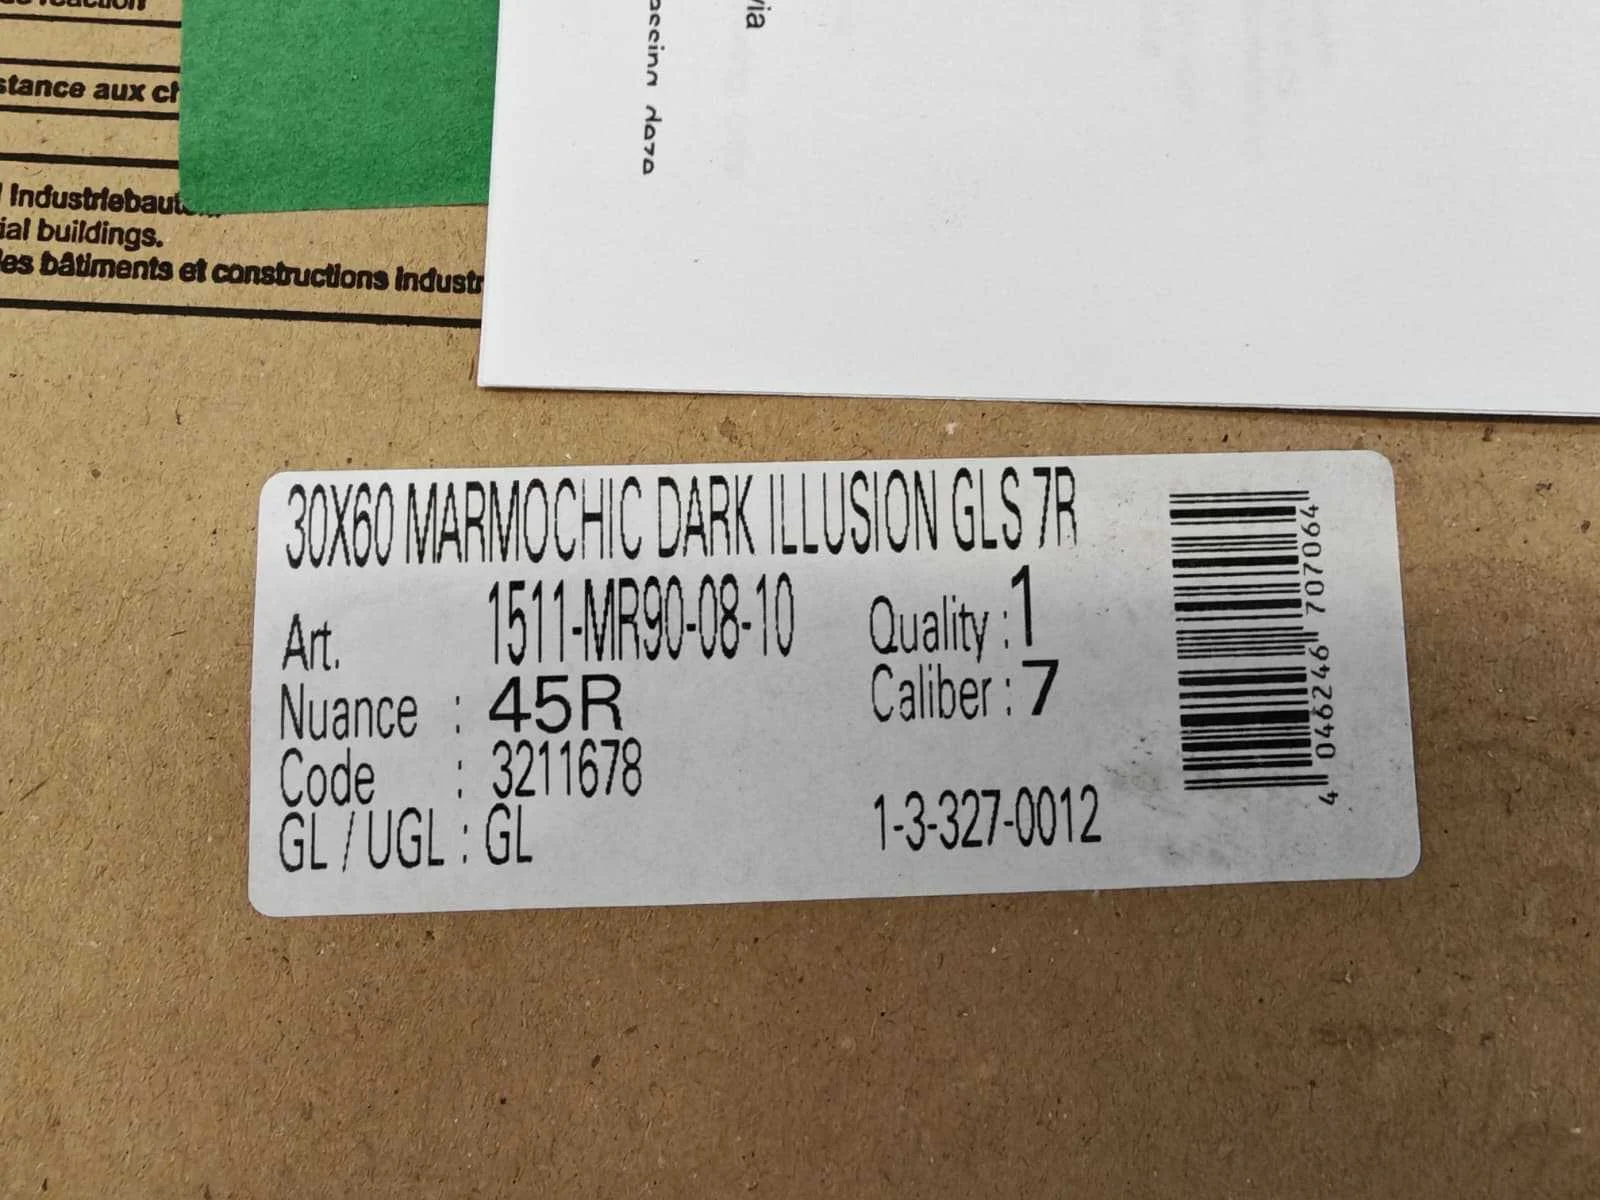 stance aux ch
Industriebaut
ial buildings.
es bâtiments et constructions industr
via
30X60 MARMOCHIC DARK ILLUSION GLS 7R
Art. 1511-MR90-08-10
Quality : 1
Nuance : 45R
Caliber : 7
Code : 3211678
GL / UGL : GL
1-3-327-0012
4 046246 707064